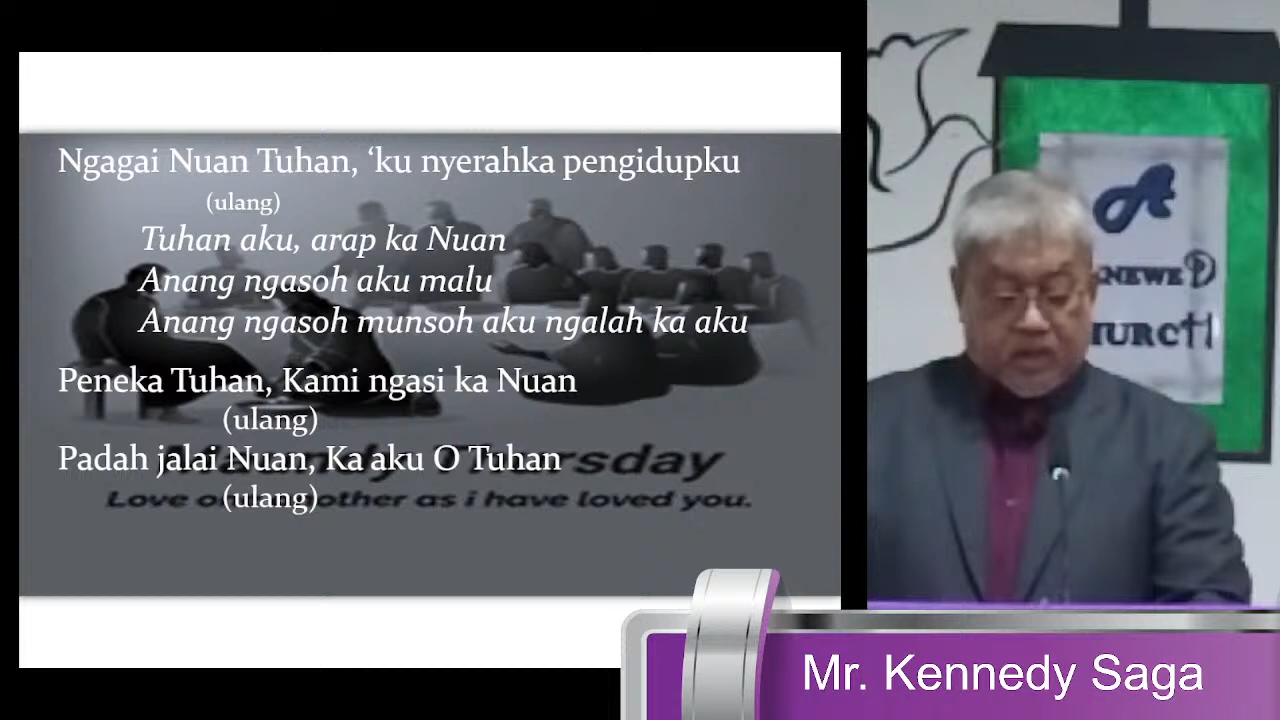 Ngagai Nuan Tuhan, ‘ku nyerahka pengidupku
(ulang)
Tuhan aku, arap ka Nuan
Anang ngasoh aku malu
Anang ngasoh munsoh aku ngalah ka aku
Peneka Tuhan, Kami ngasi ka Nuan
(ulang)
Padah jalai Nuan, Ka aku O Tuhan
(ulang)
Love other as i have loved you.
A
Mr. Kennedy Saga